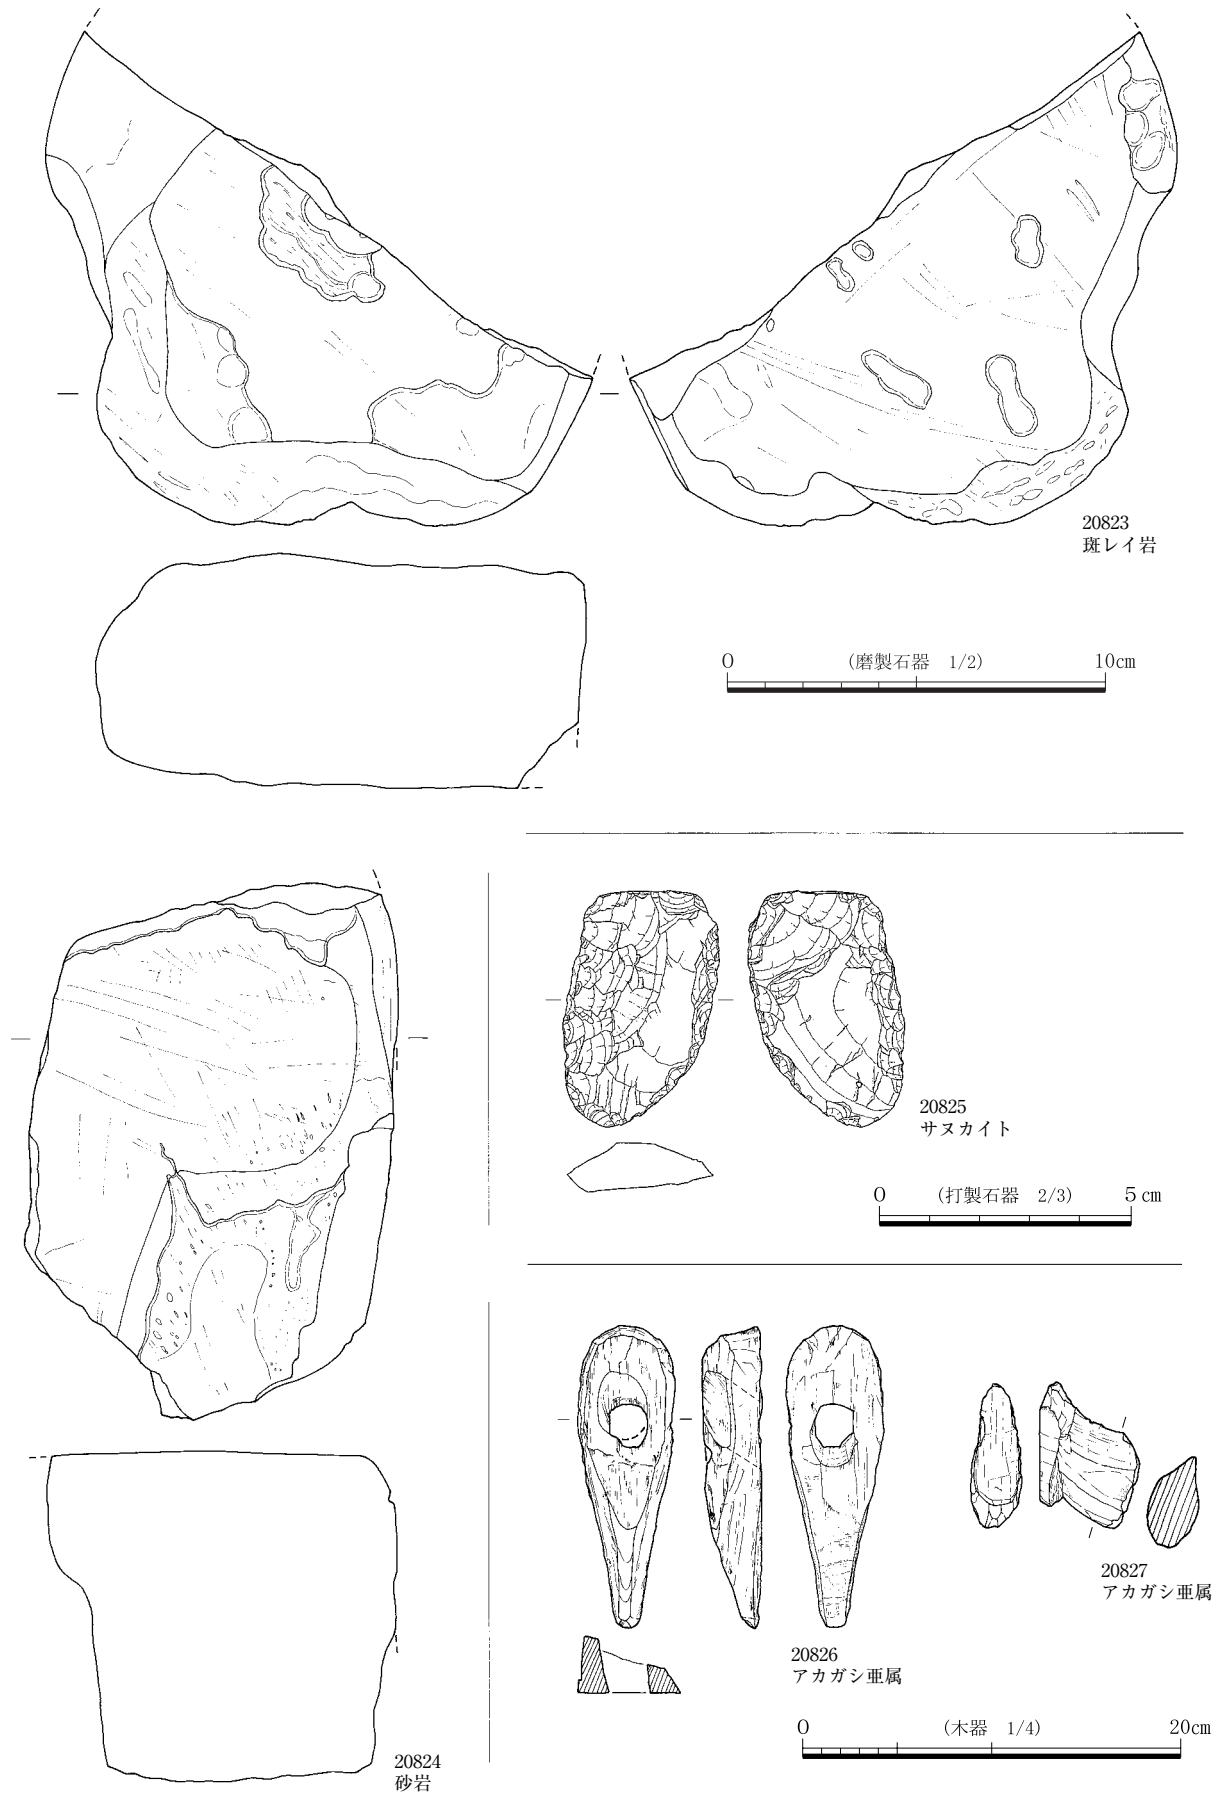 20823
斑レイ岩
0 (磨製石器 1/2) 10cm
20825
サヌカイト
0 (打製石器 2/3) 5cm
20827
アカガシ亜属
20826
アカガシ亜属
0 (木器 1/4) 20cm
20824
砂岩